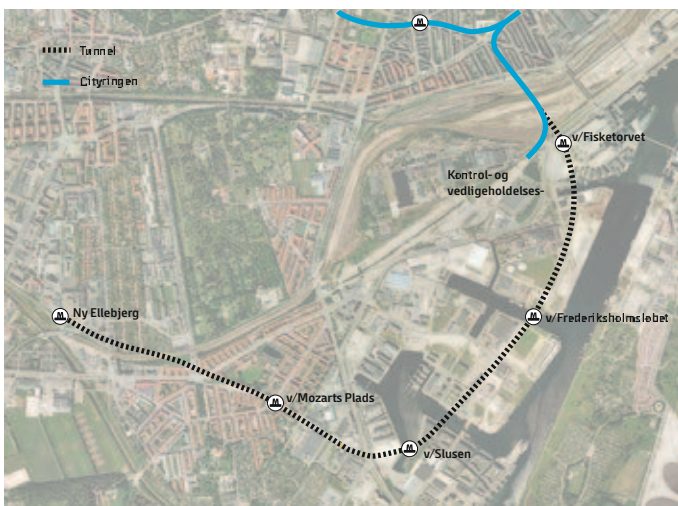 Tunnel
Cityringen
v/Fisketorvet
Kontrol- og
vedligeholdelses-
Ny Ellebjerg
v/Frederiksholmsløbet
v/Mozarts Plads
v/Slusen